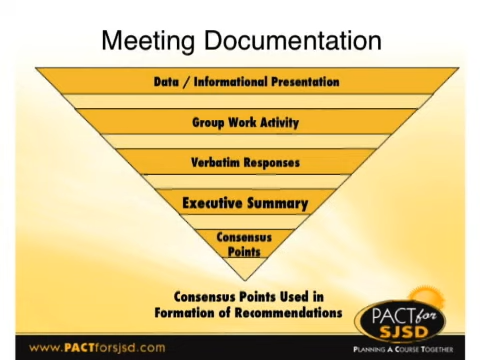 Meeting Documentation
Data / Informational Presentation
Group Work Activity
Verbatim Responses
Executive Summary
Consensus
Points
Consensus Points Used in
Formation of Recommendations
PACT for
SJSD
www.PACTforsjsd.com
PLANNING A COURSE TOGETHER